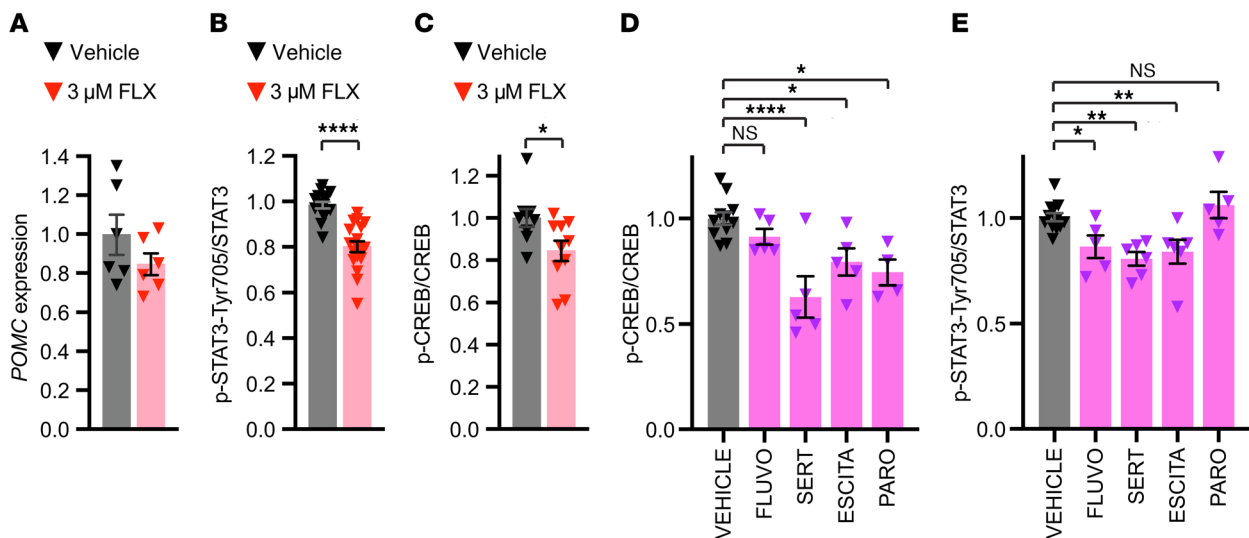 A
Vehicle
3 µM FLX
POMC expression
1.4
1.2
1.0
0.8
0.6
0.4
0.2
0.0
B
Vehicle
3 µM FLX
****
p-STAT3-Tyr705/STAT3
1.2
1.0
0.8
0.6
0.4
0.2
0.0
C
Vehicle
3 µM FLX
*
p-CREB/CREB
1.2
1.0
0.8
0.6
0.4
0.2
0.0
D
*
*
****
NS
p-CREB/CREB
1.0
0.5
0.0
VEHICLE
FLUVO
SERT
ESCITA
PARO
E
NS
**
**
*
p-STAT3-Tyr705/STAT3
1.0
0.5
0.0
VEHICLE
FLUVO
SERT
ESCITA
PARO